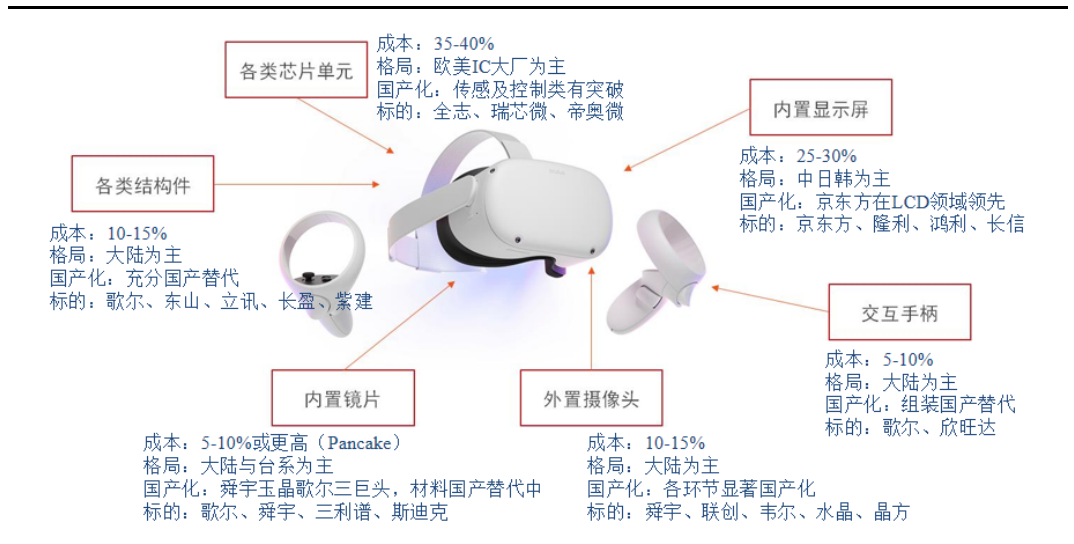 各类芯片单元
成本：35-40%
格局：欧美IC大厂为主
国产化：传感及控制类有突破
标的：全志、瑞芯微、帝奥微
内置显示屏
成本：25-30%
格局：中日韩为主
国产化：京东方在LCD领域领先
标的：京东方、隆利、鸿利、长信
各类结构件
成本：10-15%
格局：大陆为主
国产化：充分国产替代
标的：歌尔、东山、立讯、长盈、紫建
交互手柄
成本：5-10%
格局：大陆为主
国产化：组装国产替代
标的：歌尔、欣旺达
内置镜片
成本：5-10%或更高（Pancake）
格局：大陆与台系为主
国产化：舜宇玉晶歌尔三巨头，材料国产替代中
标的：歌尔、舜宇、三利谱、斯迪克
外置摄像头
成本：10-15%
格局：大陆为主
国产化：各环节显著国产化
标的：舜宇、联创、韦尔、水晶、晶方